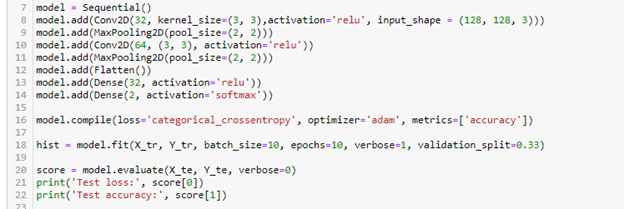 7 model = Sequential()
8 model.add(Conv2D(32, kernel_size=(3, 3),activation='relu', input_shape = (128, 128, 3)))
9 model.add(MaxPooling2D(pool_size=(2, 2)))
10 model.add(Conv2D(64, (3, 3), activation='relu'))
11 model.add(MaxPooling2D(pool_size=(2, 2)))
12 model.add(Flatten())
13 model.add(Dense(32, activation='relu'))
14 model.add(Dense(2, activation='softmax'))
15
16 model.compile(loss='categorical_crossentropy', optimizer='adam', metrics=['accuracy'])
17
18 hist = model.fit(X_tr, Y_tr, batch_size=10, epochs=10, verbose=1, validation_split=0.33)
19
20 score = model.evaluate(X_te, Y_te, verbose=0)
21 print('Test loss:', score[0])
22 print('Test accuracy:', score[1])
23